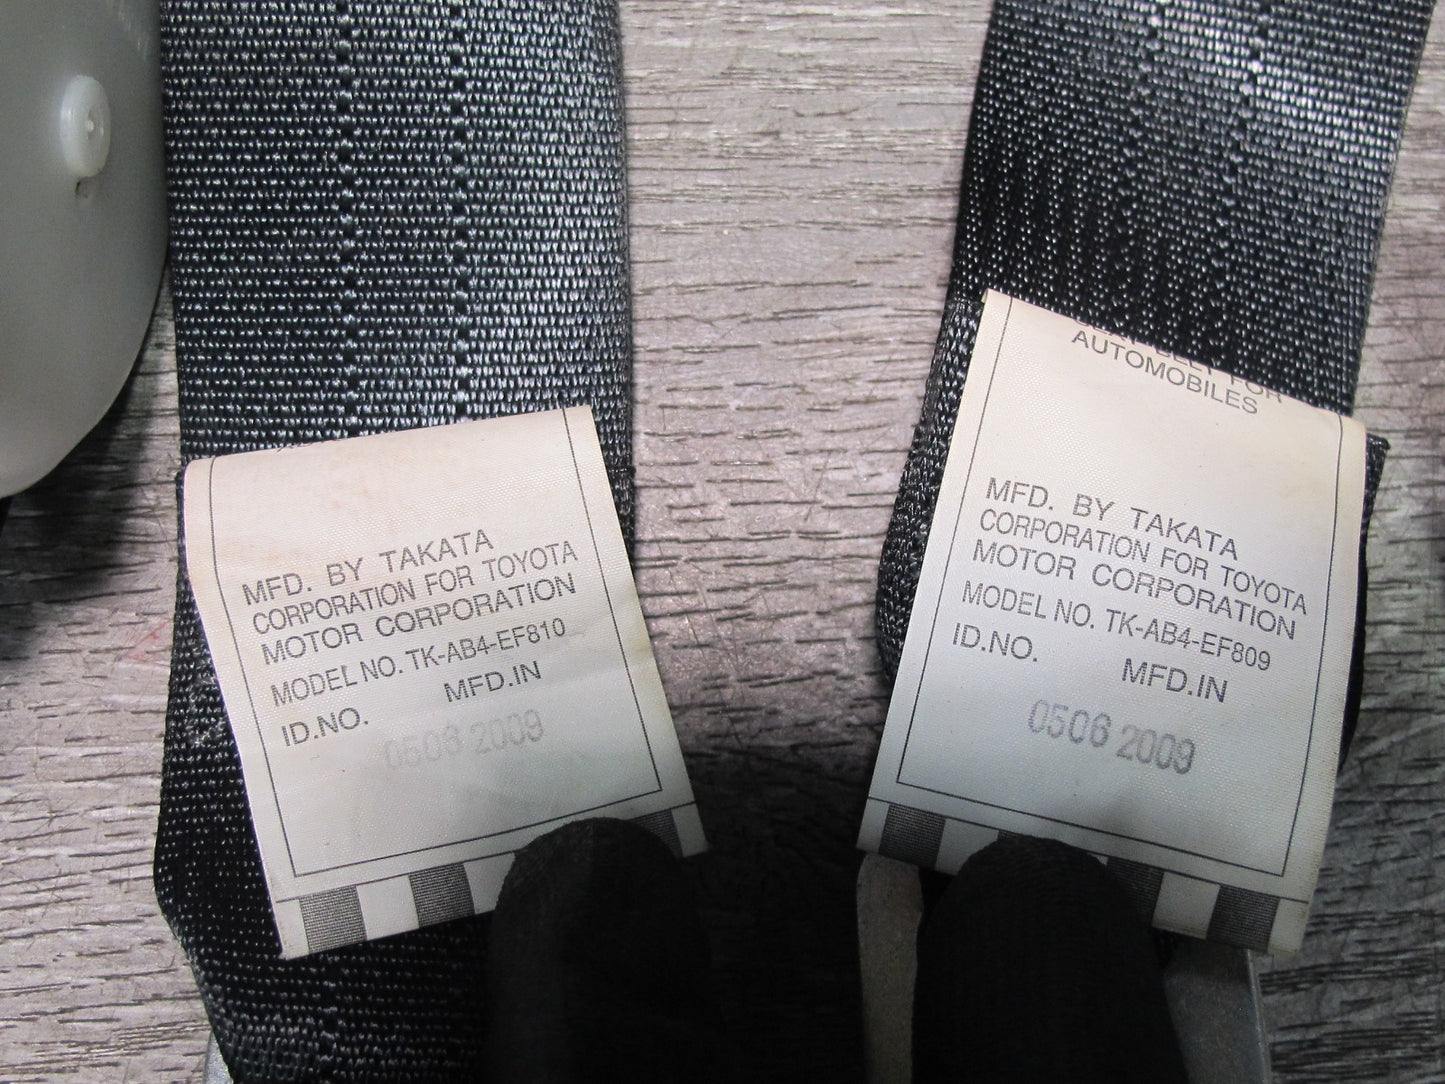 MFD. BY TAKATA
CORPORATION FOR TOYOTA
MOTOR CORPORATION
MODEL NO. TK-AB4-EF810
ID.NO. MFD.IN
0506 2009
BELT FOR
AUTOMOBILES
MFD. BY TAKATA
CORPORATION FOR TOYOTA
MOTOR CORPORATION
MODEL NO. TK-AB4-EF809
ID.NO. MFD.IN
0506 2009